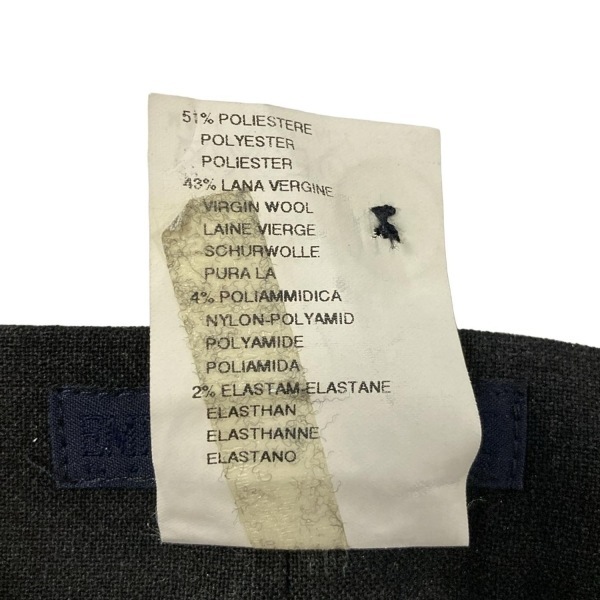 51% POLIESTERE
POLYESTER
POLIESTER
43% LANA VERGINE
VIRGIN WOOL
LAINE VIERGE
SCHURWOLLE
PURA LA
4% POLIAMMIDICA
NYLON-POLYAMID
POLYAMIDE
POLIAMIDA
2% ELASTAM-ELASTANE
ELASTHAN
ELASTHANNE
ELASTANO